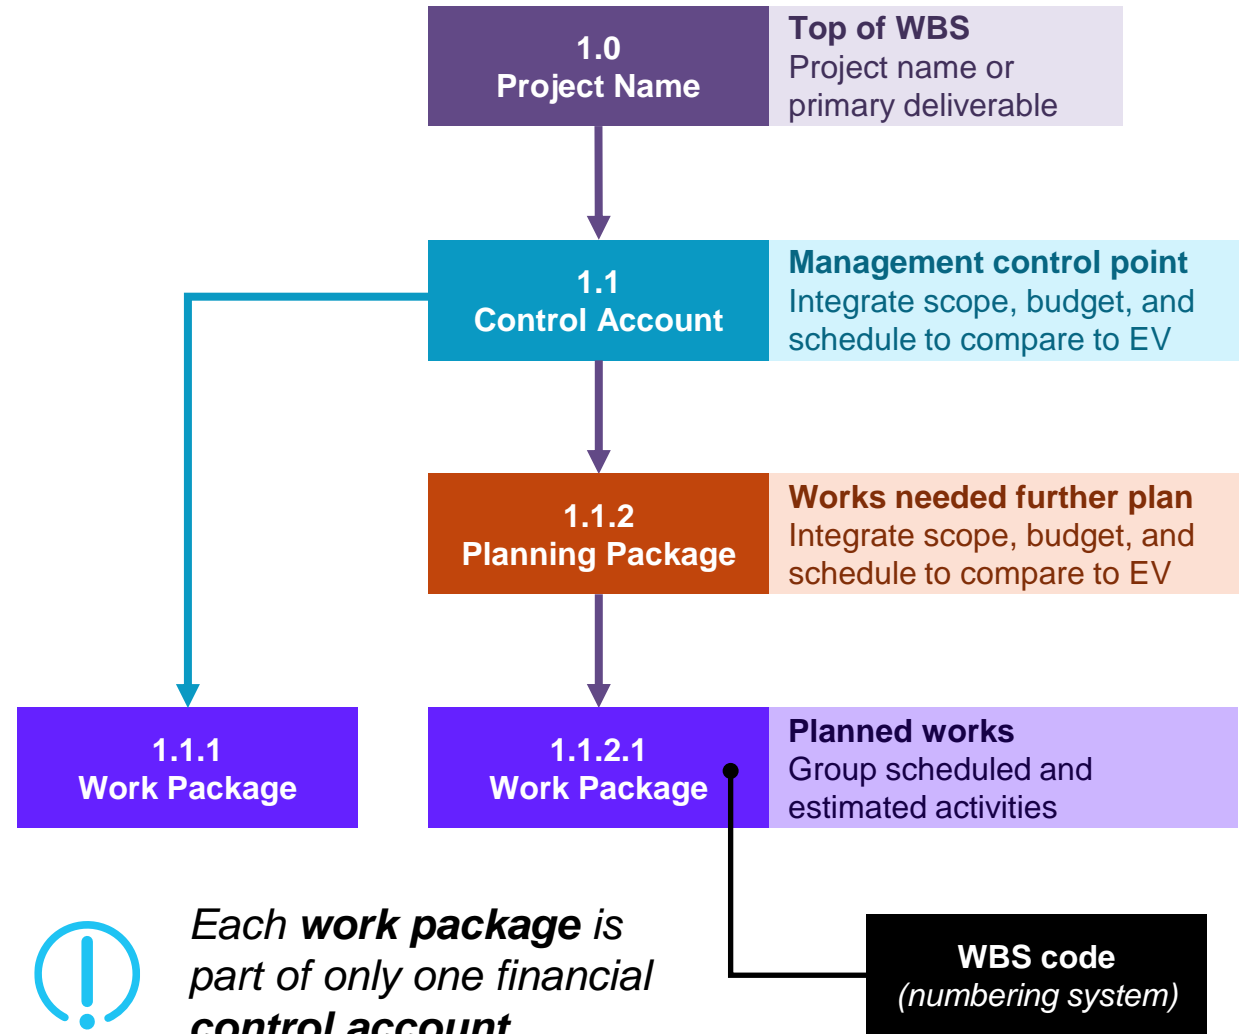 1.0
Project Name
Top of WBS
Project name or
primary deliverable
1.1
Control Account
Management control point
Integrate scope, budget, and
schedule to compare to EV
1.1.2
Planning Package
Works needed further plan
Integrate scope, budget, and
schedule to compare to EV
1.1.1
Work Package
1.1.2.1
Work Package
Planned works
Group scheduled and
estimated activities
Each work package is
part of only one financial
control account
WBS code
(numbering system)